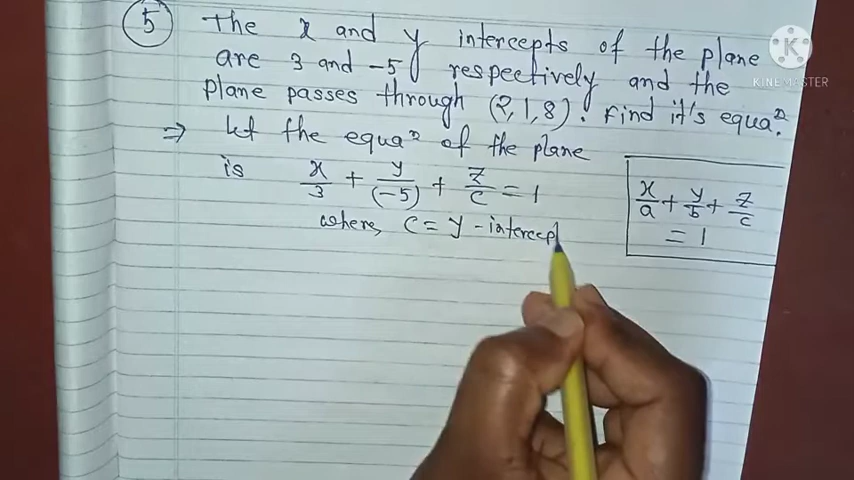 5 The x and y intercepts of the plane
are 3 and -5 respectively and the
plane passes through (2,1,8). Find it's equaⁿ.
⇒ Let the equaⁿ of the plane
is x/3 + y/(-5) + z/c = 1
where, c = y-intercept
x/a + y/b + z/c
= 1
K
KINEMASTER